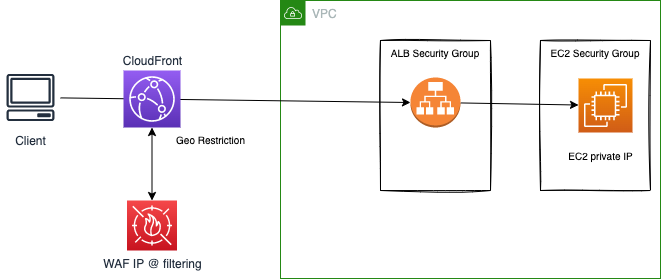 VPC
CloudFront
ALB Security Group
EC2 Security Group
Client
Geo Restriction
EC2 private IP
WAF IP @ filtering